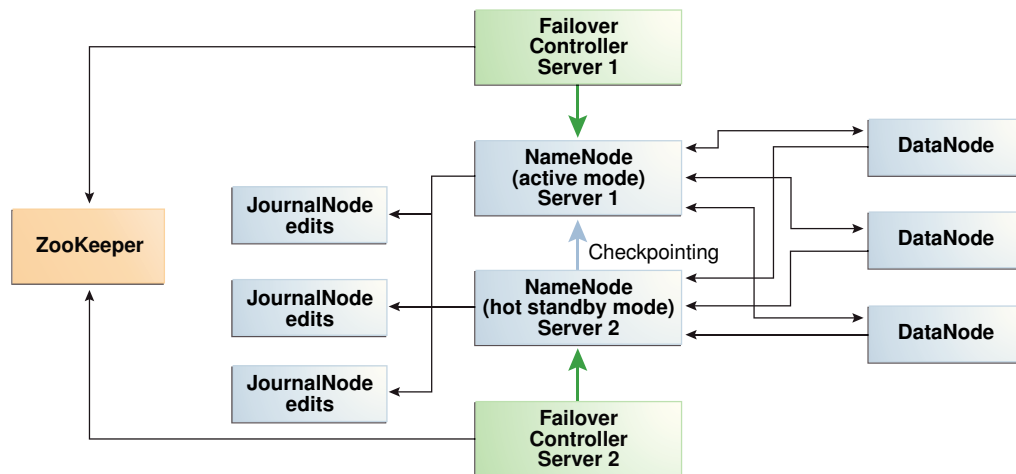 Failover
Controller
Server 1
NameNode
(active mode)
Server 1
DataNode
JournalNode
edits
ZooKeeper
DataNode
Checkpointing
JournalNode
edits
NameNode
(hot standby mode)
Server 2
DataNode
JournalNode
edits
Failover
Controller
Server 2